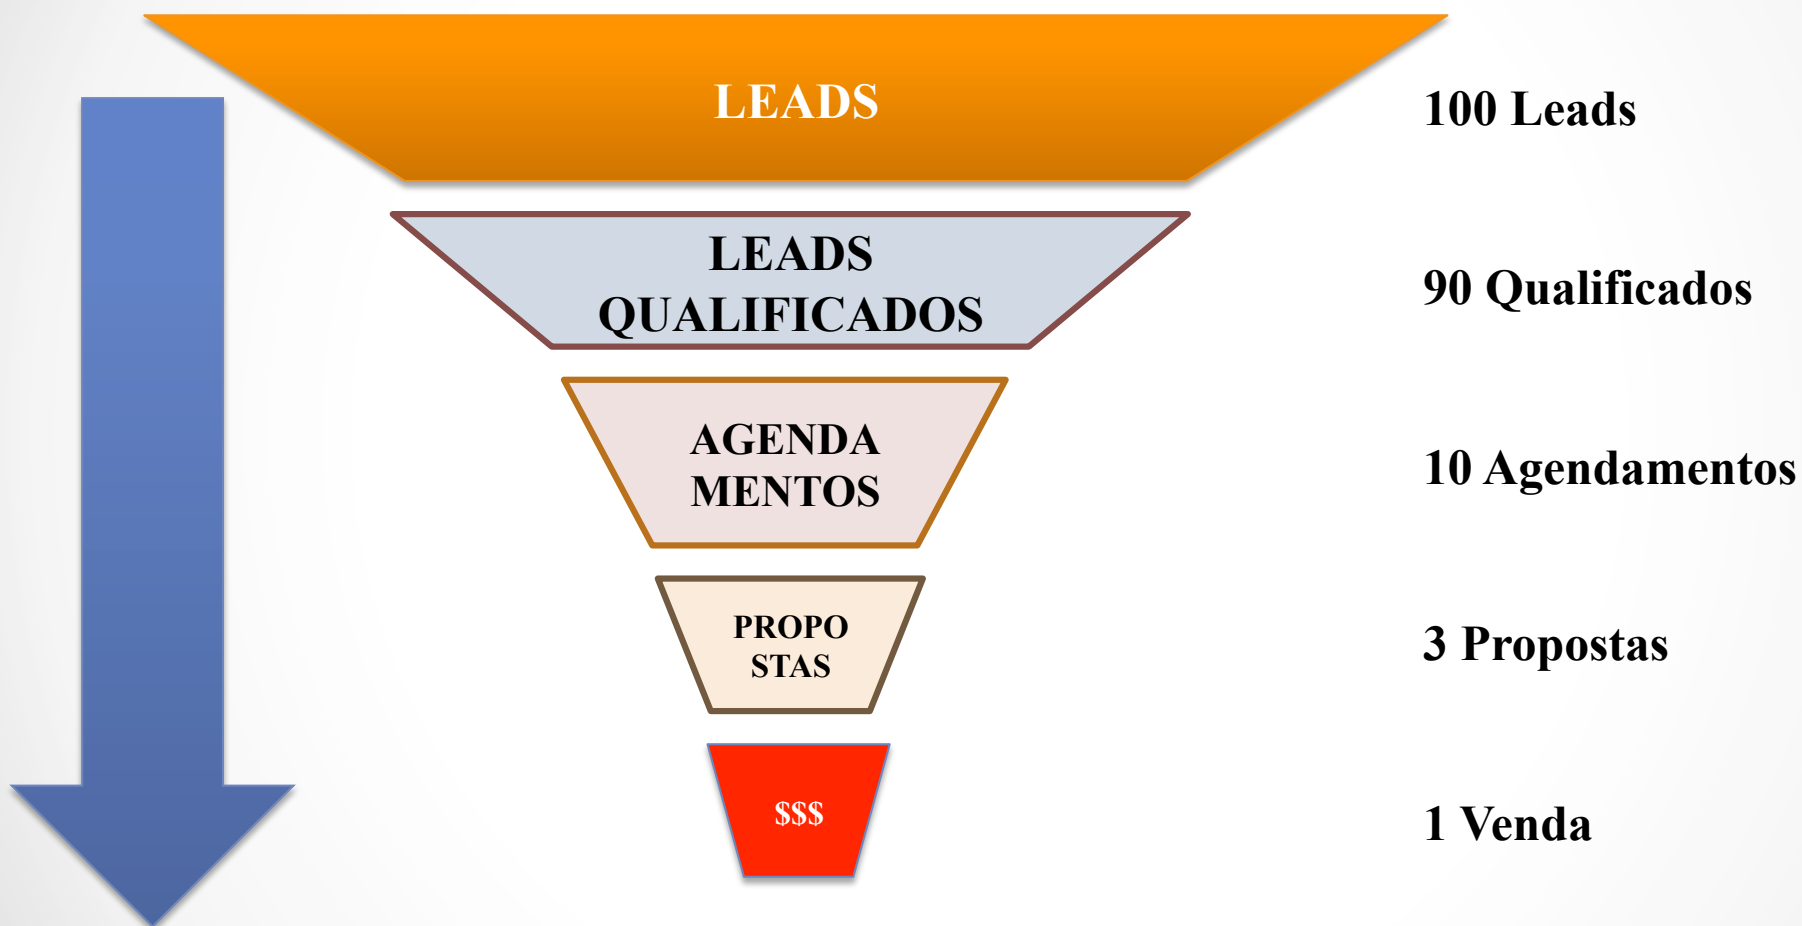 LEADS
100 Leads
LEADS
QUALIFICADOS
90 Qualificados
AGENDA
MENTOS
10 Agendamentos
PROPO
STAS
3 Propostas
$$$
1 Venda